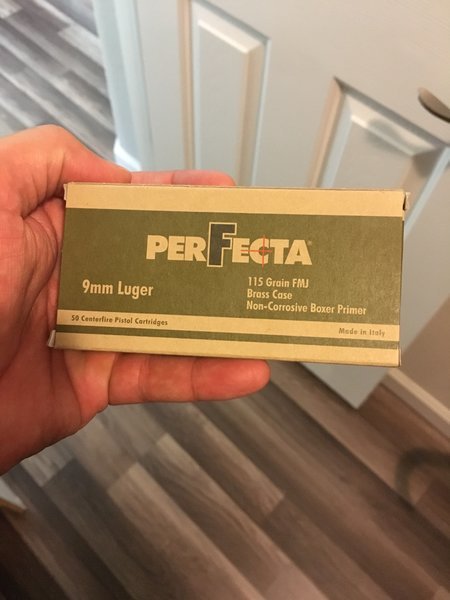 PERFECTA®
9mm Luger
115 Grain FMJ
Brass Case
Non-Corrosive Boxer Primer
50 Centerfire Pistol Cartridges
Made in Italy